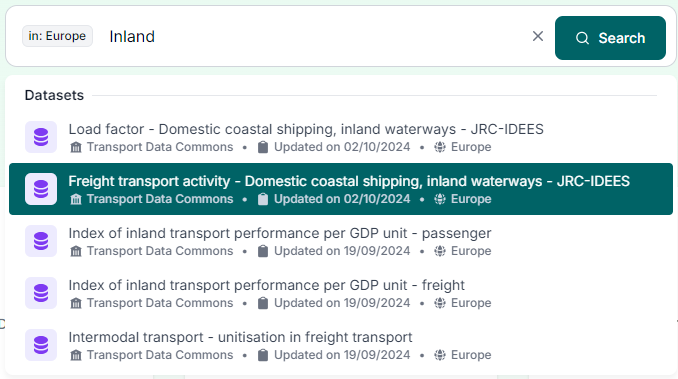 in: Europe Inland Search
Datasets
Load factor - Domestic coastal shipping, inland waterways - JRC-IDEES
Transport Data Commons • Updated on 02/10/2024 • Europe
Freight transport activity - Domestic coastal shipping, inland waterways - JRC-IDEES
Transport Data Commons • Updated on 02/10/2024 • Europe
Index of inland transport performance per GDP unit - passenger
Transport Data Commons • Updated on 19/09/2024 • Europe
Index of inland transport performance per GDP unit - freight
Transport Data Commons • Updated on 19/09/2024 • Europe
Intermodal transport - unitisation in freight transport
Transport Data Commons • Updated on 19/09/2024 • Europe